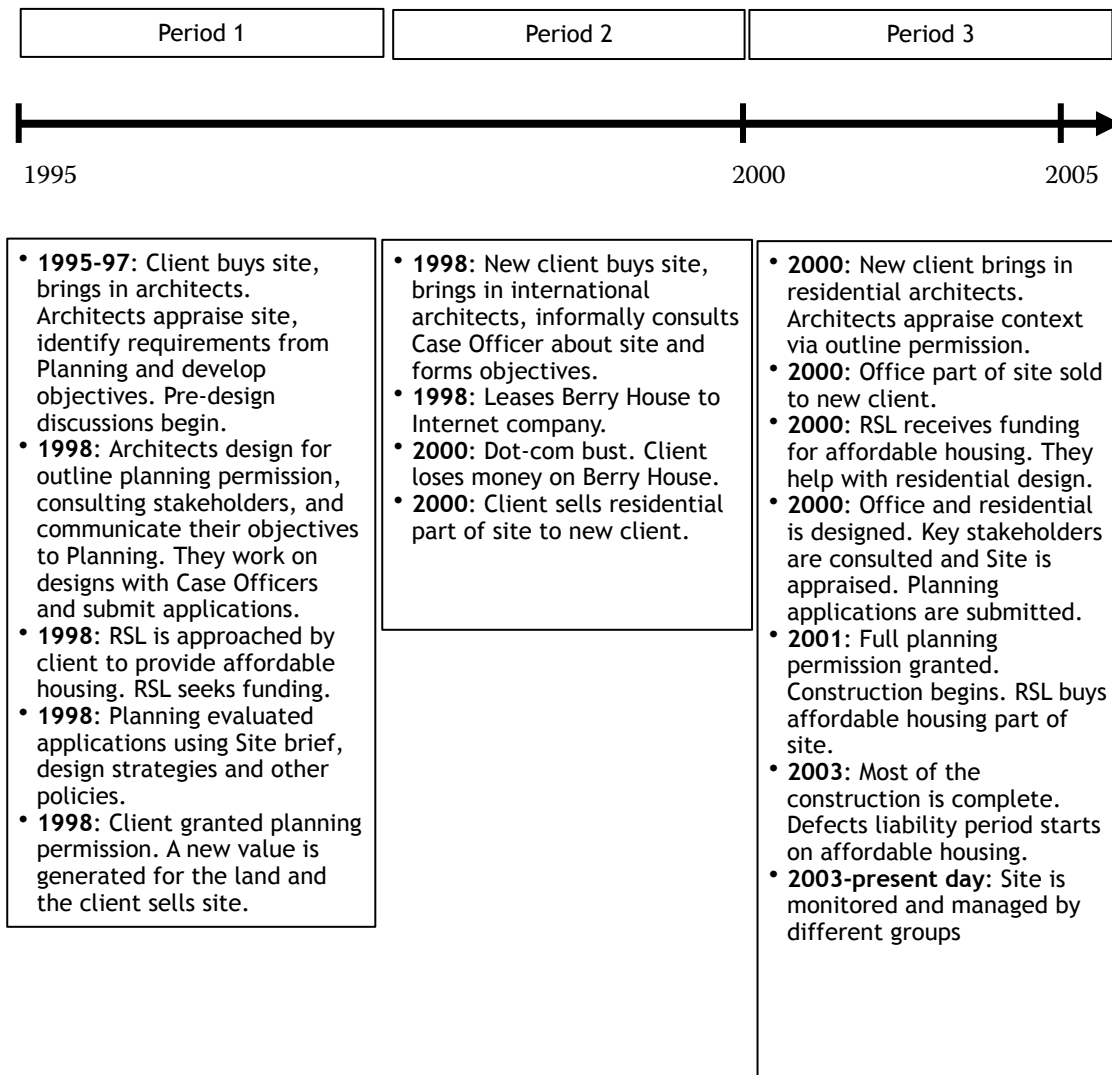 Period 1
Period 2
Period 3
1995
2000
2005
• 1995-97: Client buys site,
brings in architects.
Architects appraise site,
identify requirements from
Planning and develop
objectives. Pre-design
discussions begin.
• 1998: Architects design for
outline planning permission,
consulting stakeholders, and
communicate their objectives
to Planning. They work on
designs with Case Officers
and submit applications.
• 1998: RSL is approached by
client to provide affordable
housing. RSL seeks funding.
• 1998: Planning evaluated
applications using Site brief,
design strategies and other
policies.
• 1998: Client granted planning
permission. A new value is
generated for the land and
the client sells site.
• 1998: New client buys site,
brings in international
architects, informally consults
Case Officer about site and
forms objectives.
• 1998: Leases Berry House to
Internet company.
• 2000: Dot-com bust. Client
loses money on Berry House.
• 2000: Client sells residential
part of site to new client.
• 2000: New client brings in
residential architects.
Architects appraise context
via outline permission.
• 2000: Office part of site sold
to new client.
• 2000: RSL receives funding
for affordable housing. They
help with residential design.
• 2000: Office and residential
is designed. Key stakeholders
are consulted and Site is
appraised. Planning
applications are submitted.
• 2001: Full planning
permission granted.
Construction begins. RSL buys
affordable housing part of
site.
• 2003: Most of the
construction is complete.
Defects liability period starts
on affordable housing.
• 2003-present day: Site is
monitored and managed by
different groups